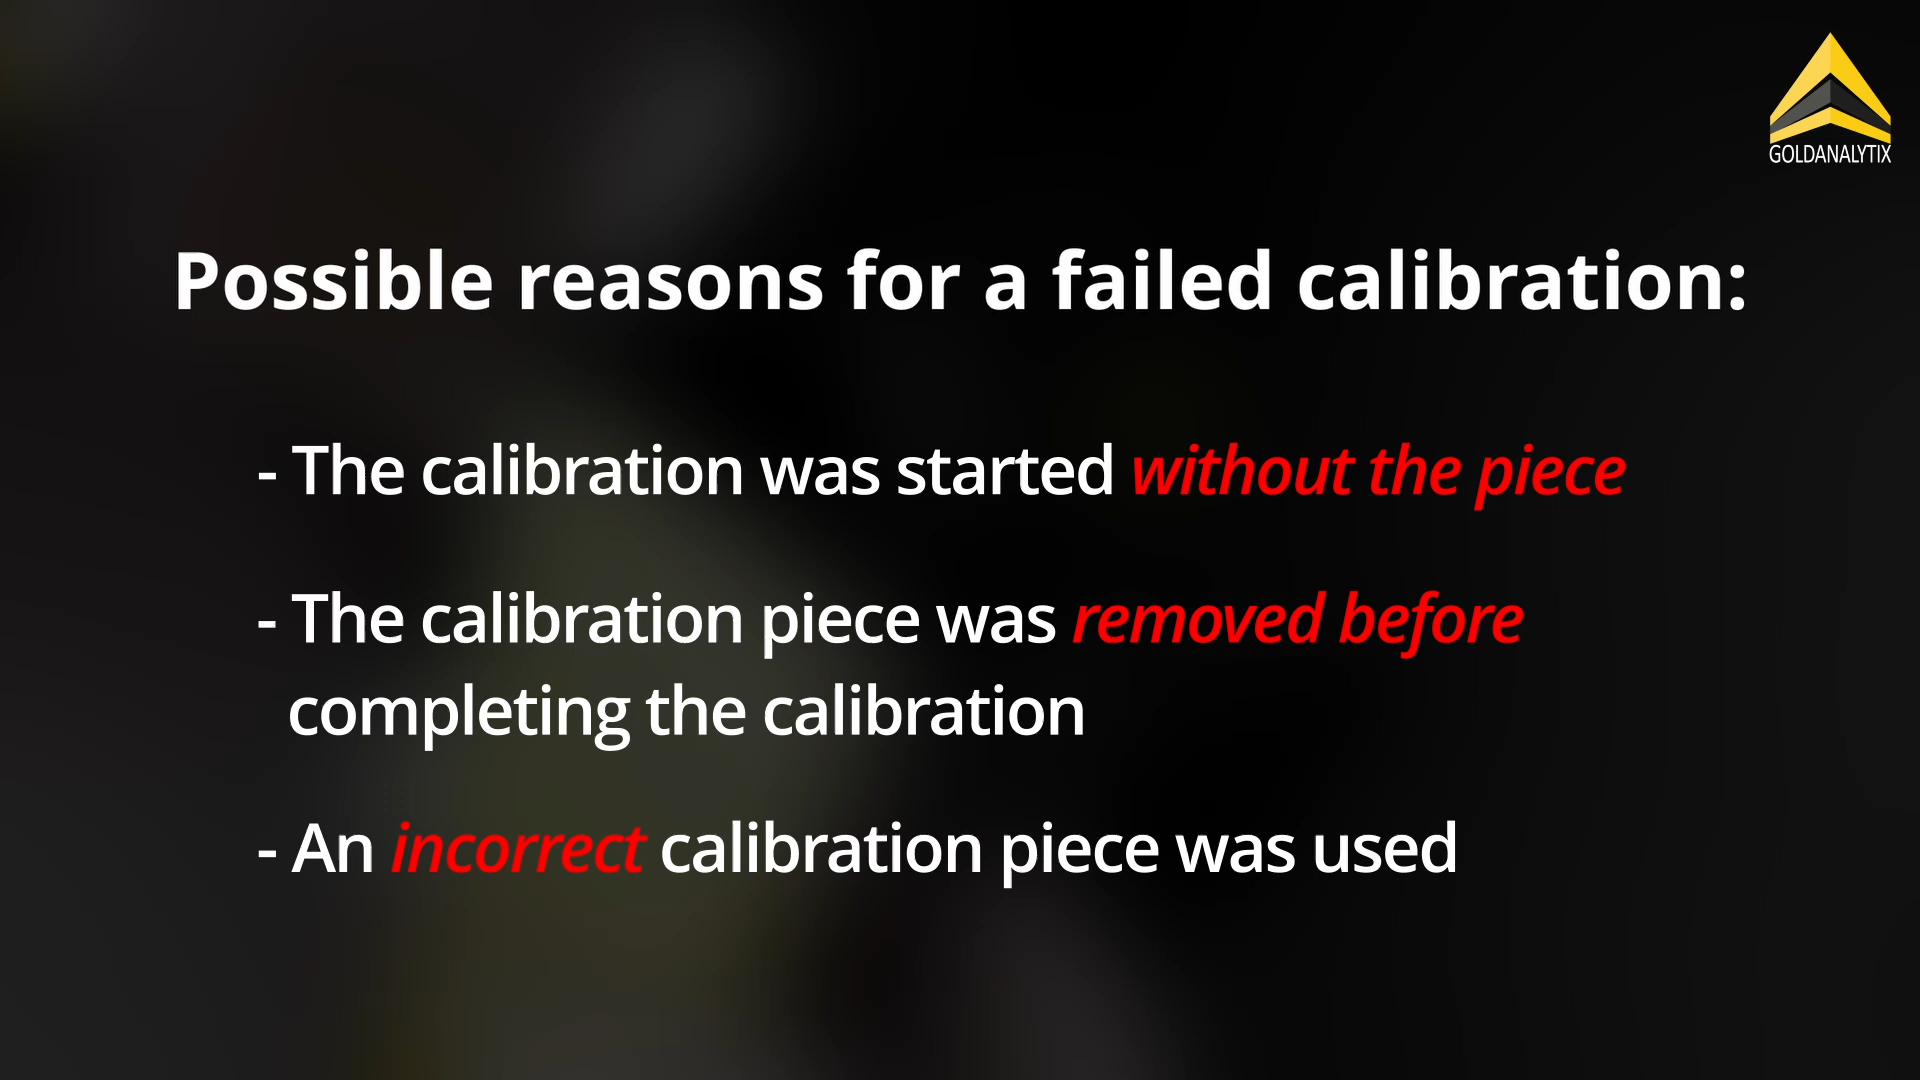 GOLDANALYTIX
Possible reasons for a failed calibration:
- The calibration was started without the piece
- The calibration piece was removed before
completing the calibration
- An incorrect calibration piece was used